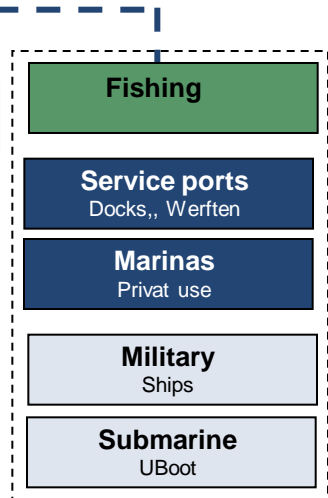 Fishing
Service ports
Docks,, Werften
Marinas
Privat use
Military
Ships
Submarine
UBoot